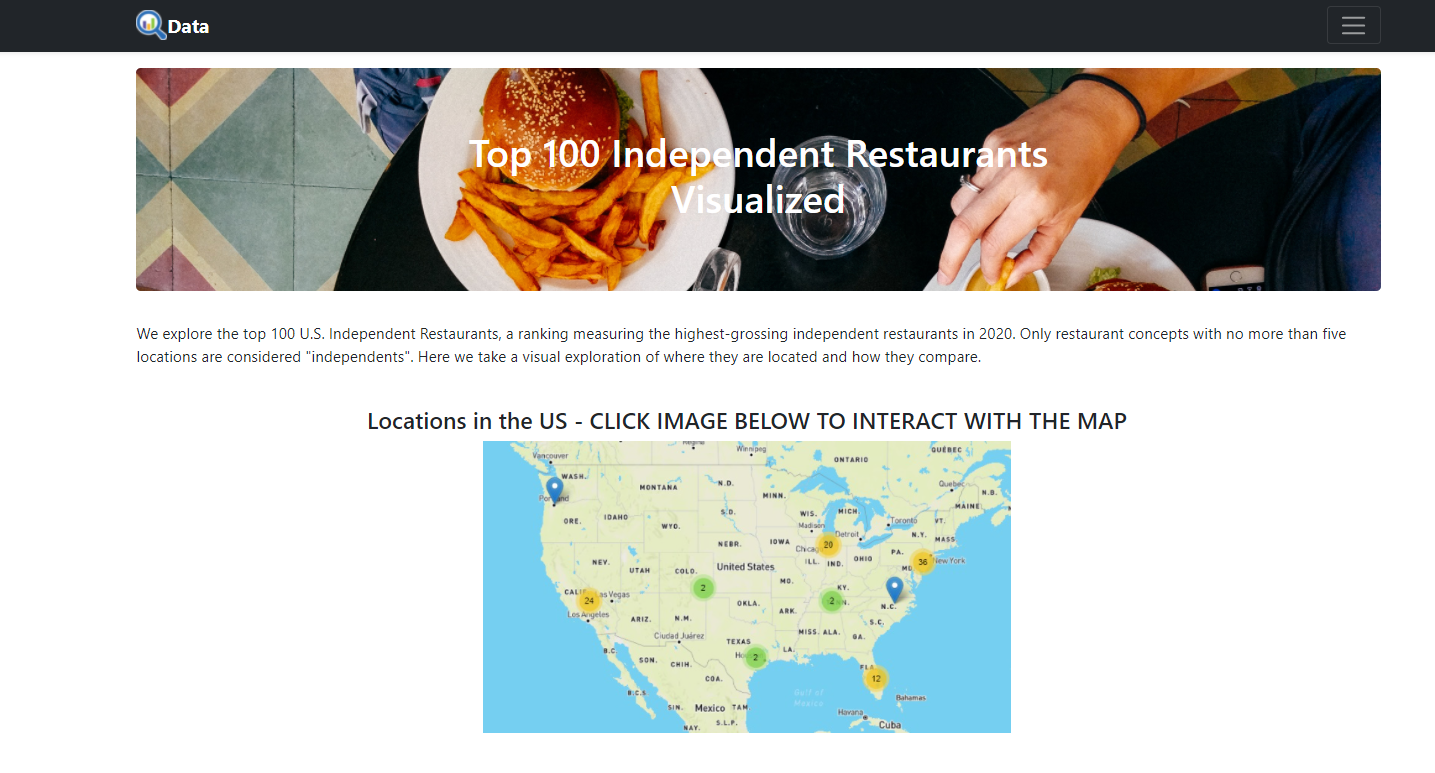 Data
Top 100 Independent Restaurants
Visualized
We explore the top 100 U.S. Independent Restaurants, a ranking measuring the highest-grossing independent restaurants in 2020. Only restaurant concepts with no more than five
locations are considered "independents". Here we take a visual exploration of where they are located and how they compare.
Locations in the US - CLICK IMAGE BELOW TO INTERACT WITH THE MAP
Winnipeg
QUÉBEC
Vancouver
ONTARIO
WASH.
MONTANA
N.D.
Quebec
N.B.
MINN.
MAINE
ORE.
IDAHO
WYO.
S.D.
WIS.
MICH
Toronto
VT.
Madison
Detroit
N.Y.
MASS
NEBR.
IOWA
20
PA.
NEV.
UTAH
COLO.
United States
ILL.
IND.
OHIO
36
New York
2
MO.
KY.
24
Las Vegas
OKLA.
2
N.C.
Los Angeles
ARIZ.
N.M.
ARK.
S.C.
Ciudad Juárez
TEXAS
MISS.
ALA.
GA.
B.C.
SON.
CHIH.
2
LA.
FLA
COA.
12
B.C.S
Gulf of
Mexico
Bahamas
SIN.
Mexico
TAM
Havana
NAY.
S.L.P.
Cuba